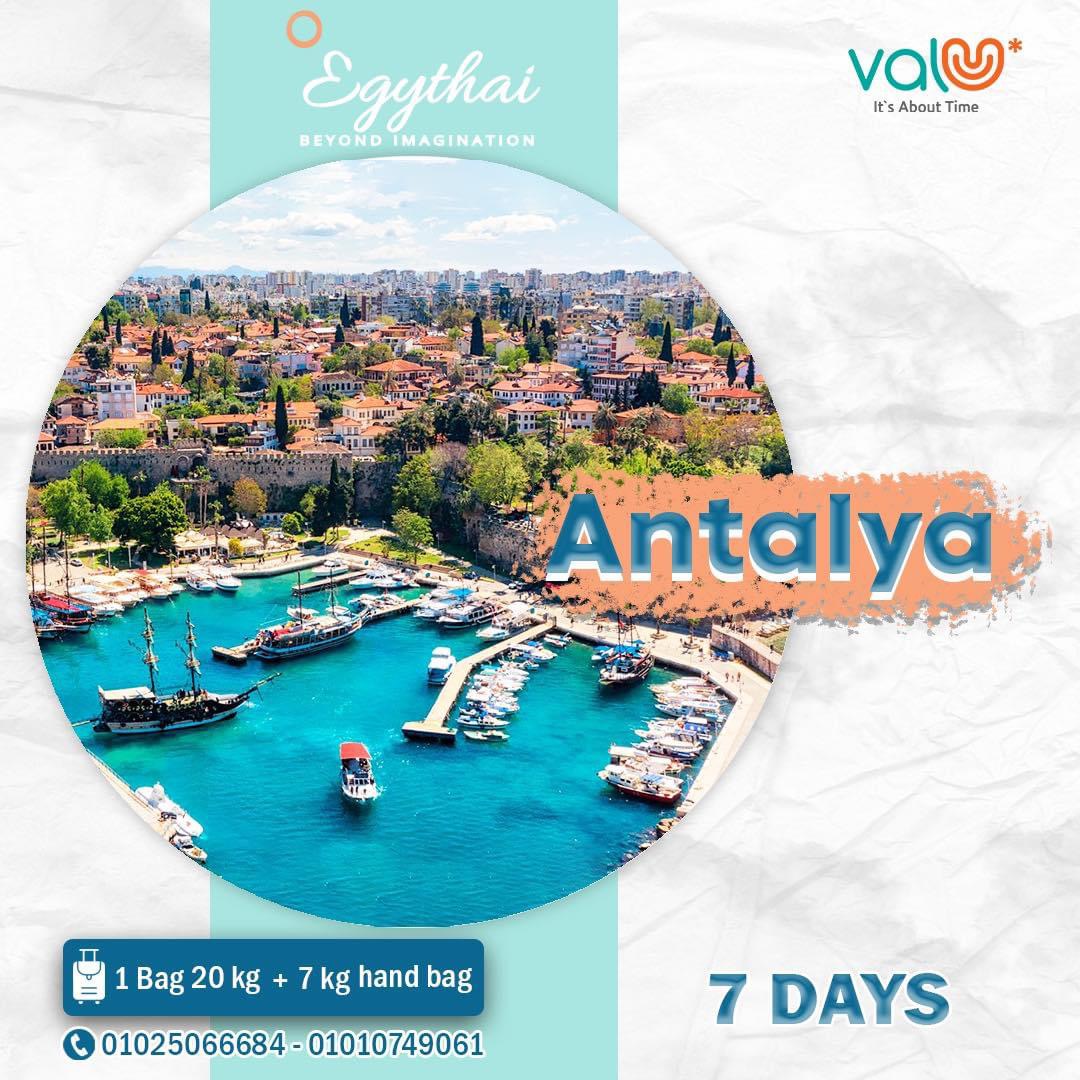 Egythai
BEYOND IMAGINATION
valU*
It`s About Time
Antalya
1 Bag 20 kg + 7 kg hand bag
7 DAYS
01025066684 - 01010749061